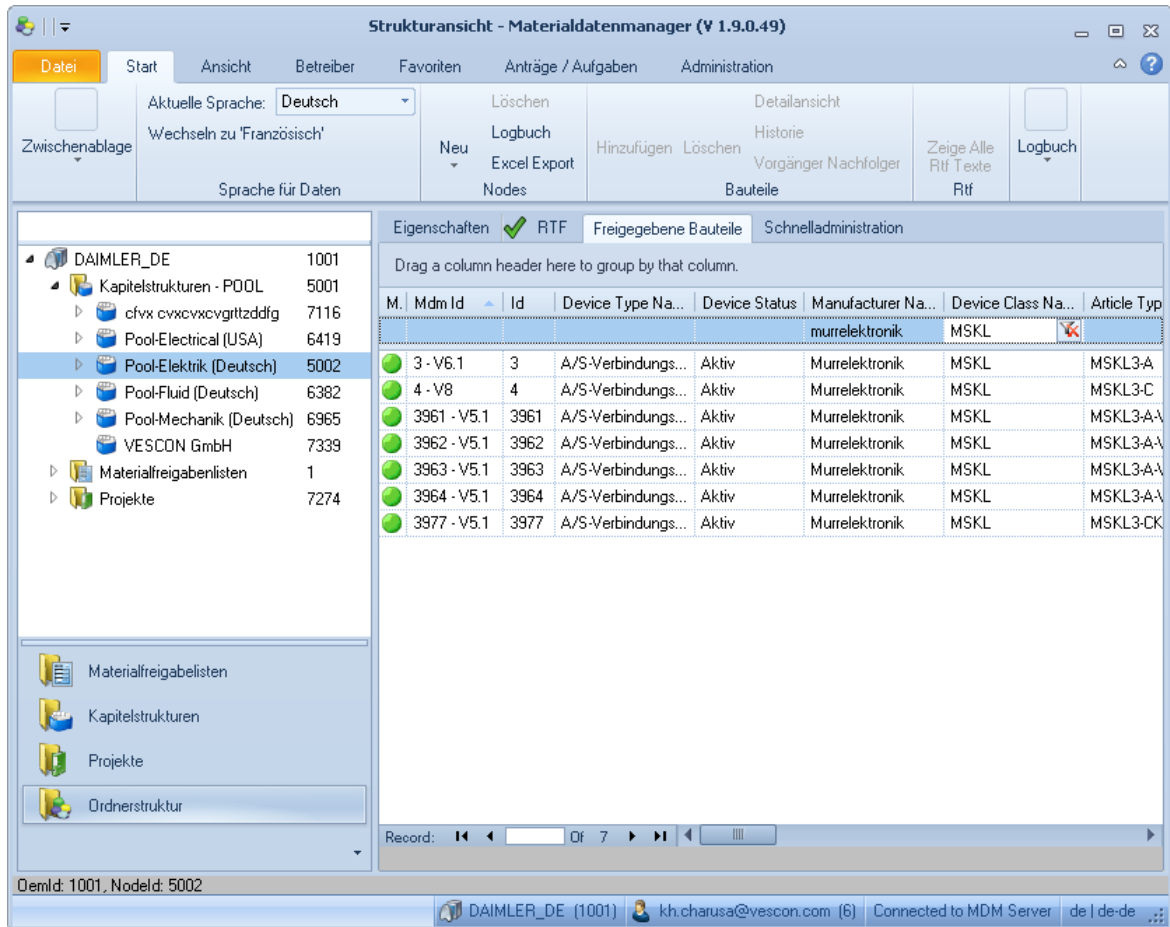 Strukturansicht - Materialdatenmanager (V 1.9.0.49)
Datei Start Ansicht Betreiber Favoriten Anträge / Aufgaben Administration
Zwischenablage
Aktuelle Sprache: Deutsch
Wechseln zu 'Französisch'
Sprache für Daten
Neu
Löschen
Logbuch
Excel Export
Nodes
Hinzufügen Löschen
Detailansicht
Historie
Vorgänger Nachfolger
Bauteile
Zeige Alle
Rtf Texte
Rtf
Logbuch
DAIMLER_DE 1001
Kapitelstrukturen - POOL 5001
cfvx cvxcvxcvgrttzddfg 7116
Pool-Electrical (USA) 6419
Pool-Elektrik (Deutsch) 5002
Pool-Fluid (Deutsch) 6382
Pool-Mechanik (Deutsch) 6965
VESCON GmbH 7339
Materialfreigabenlisten 1
Projekte 7274
Materialfreigabelisten
Kapitelstrukturen
Projekte
Ordnerstruktur
Eigenschaften RTF Freigegebene Bauteile Schnelladministration
Drag a column header here to group by that column.
M. Mdm Id Id Device Type Na... Device Status Manufacturer Na... Device Class Na... Article Typ
murrelektronik MSKL
3 - V6.1 3 A/S-Verbindungs... Aktiv Murrelektronik MSKL MSKL3-A
4 - V8 4 A/S-Verbindungs... Aktiv Murrelektronik MSKL MSKL3-C
3961 - V5.1 3961 A/S-Verbindungs... Aktiv Murrelektronik MSKL MSKL3-A-V
3962 - V5.1 3962 A/S-Verbindungs... Aktiv Murrelektronik MSKL MSKL3-A-V
3963 - V5.1 3963 A/S-Verbindungs... Aktiv Murrelektronik MSKL MSKL3-A-V
3964 - V5.1 3964 A/S-Verbindungs... Aktiv Murrelektronik MSKL MSKL3-A-V
3977 - V5.1 3977 A/S-Verbindungs... Aktiv Murrelektronik MSKL MSKL3-CK
Record: Of 7
OemId: 1001, NodeId: 5002
DAIMLER_DE (1001) kh.charusa@vescon.com (6) Connected to MDM Server de | de-de